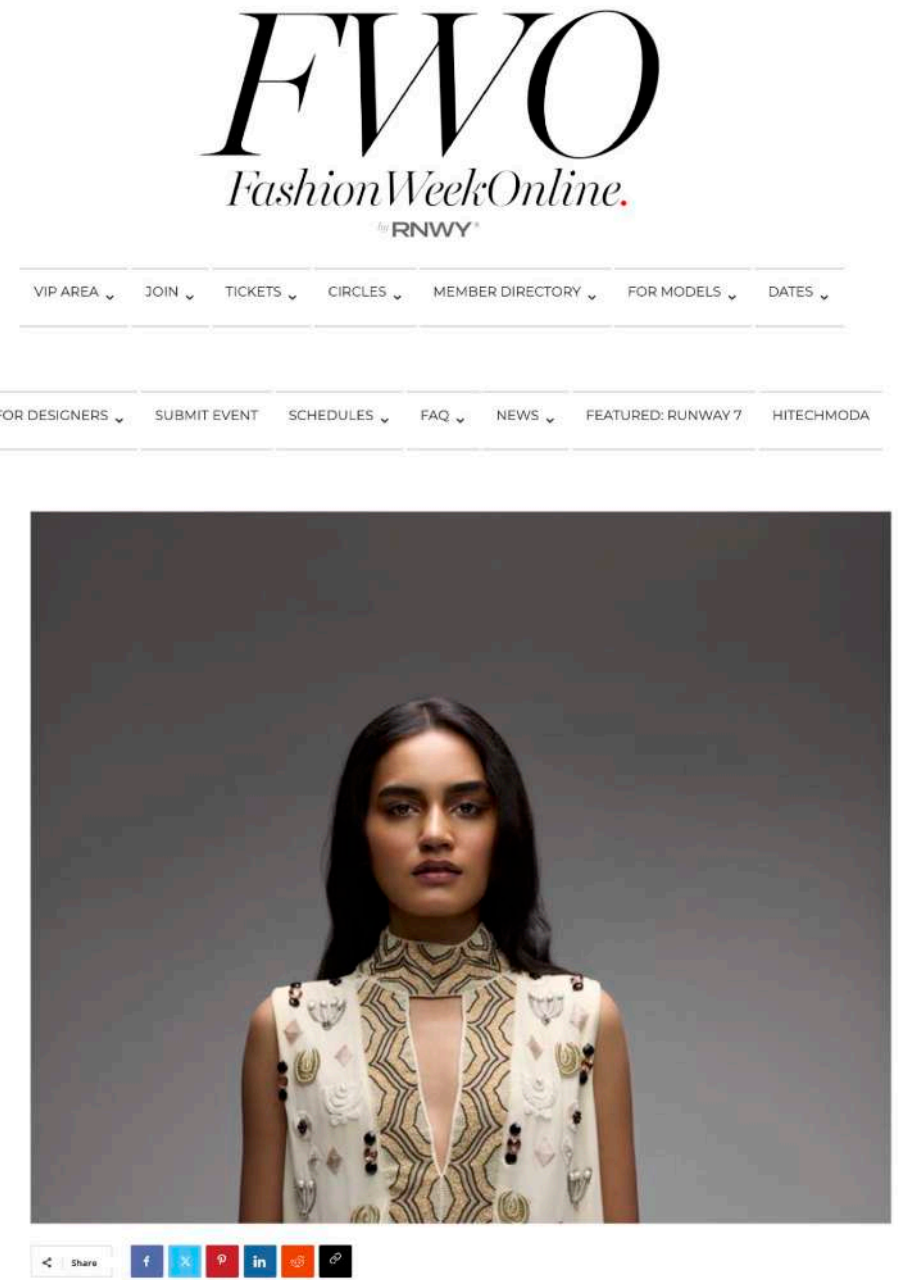 FWO
FashionWeekOnline.
by RNWY®
VIP AREA JOIN TICKETS CIRCLES MEMBER DIRECTORY FOR MODELS DATES
FOR DESIGNERS SUBMIT EVENT SCHEDULES FAQ NEWS FEATURED: RUNWAY 7 HITECHMODA
Share